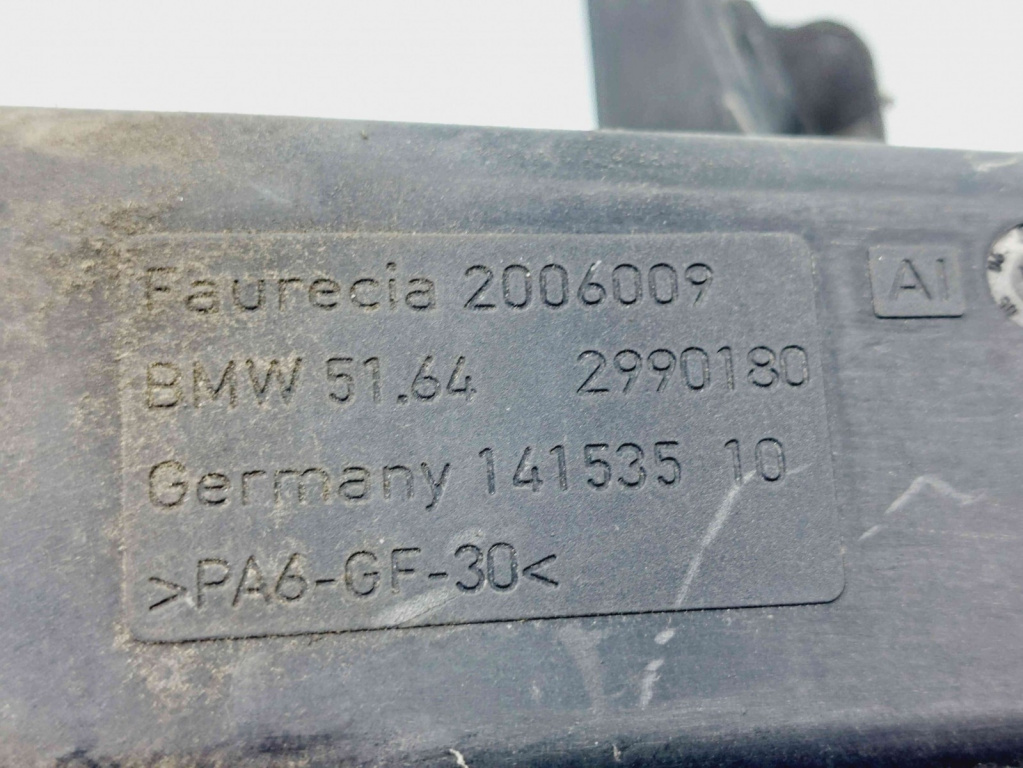 Faurecia 2006009
AI
BMW 51.64 2990180
Germany 141535 10
>PA6-GF-30<